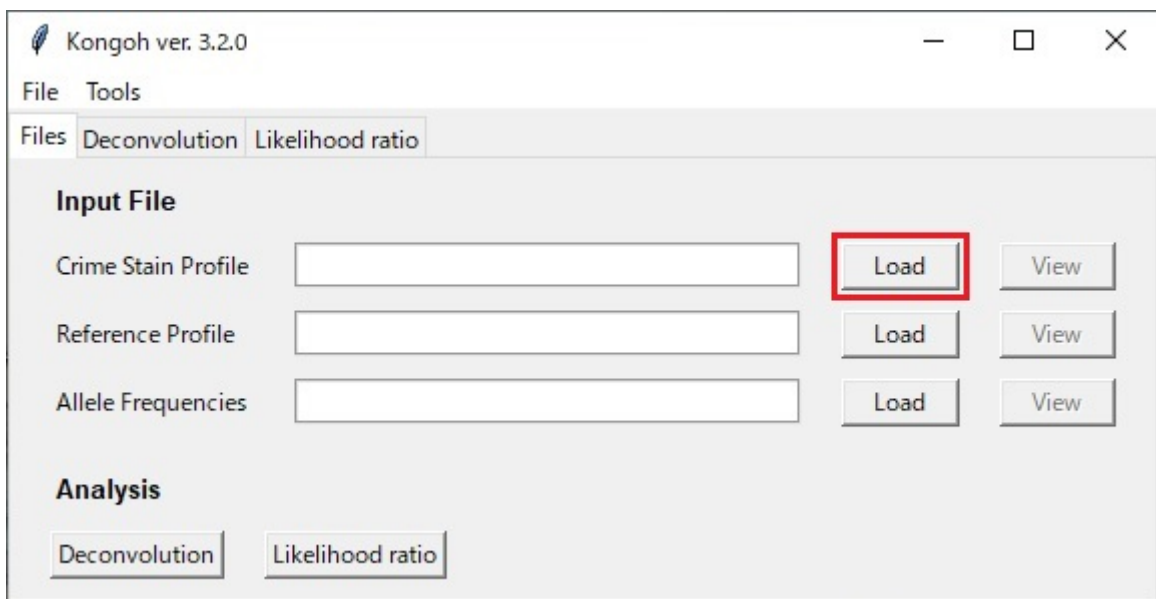 Kongoh ver. 3.2.0
File Tools
Files Deconvolution Likelihood ratio
Input File
Crime Stain Profile Load View
Reference Profile Load View
Allele Frequencies Load View
Analysis
Deconvolution Likelihood ratio